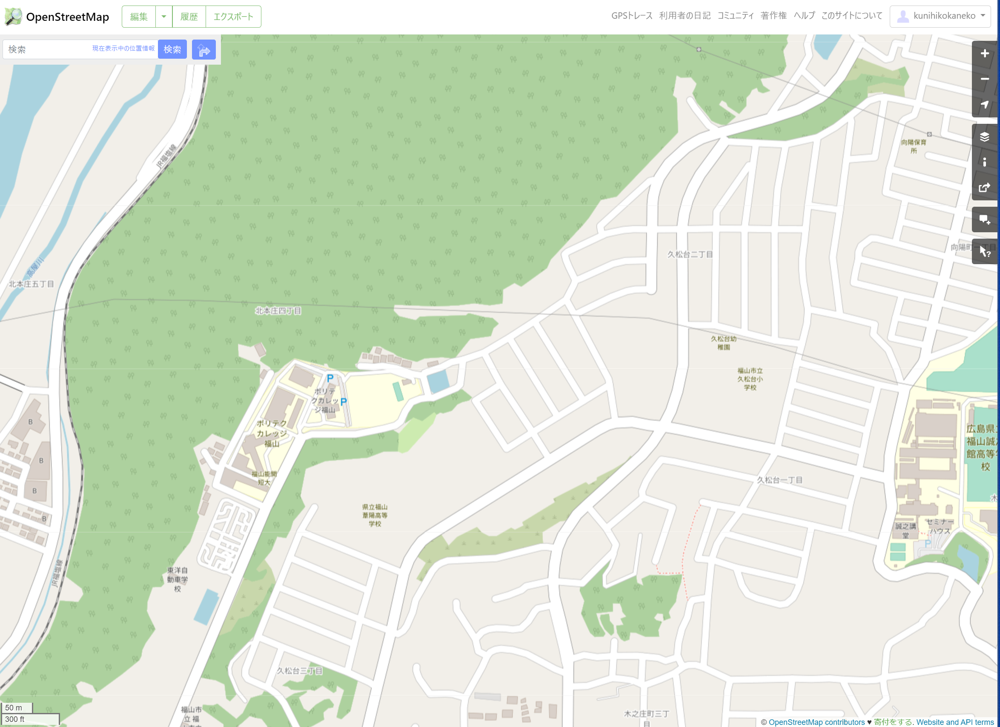 OpenStreetMap
編集
履歴
エクスポート
GPSトレース
利用者の日記
コミュニティ
著作権
ヘルプ
このサイトについて
kunihikokaneko
検索
現在表示中の位置情報
検索
JR福塩線
向陽保育
所
高屋川
北本庄五丁目
北本庄四丁目
久松台二丁目
久松台幼
稚園
福山市立
久松台小
学校
P
ポリテ
クカレッ
ジ福山
P
ポリテク
カレッジ
福山
福山能開
短大
B
B
B
B
県立福山
葦陽高等
学校
久松台一丁目
広島県
福山誠
館高等
校
誠之講
堂
セミナー
ハウス
P
木
JR福塩線
東洋自
動車学
校
久松台三丁目
福山市
立 福
木之庄町三丁
目
50 m
300 ft
© OpenStreetMap contributors ♥ 寄付をする. Website and API terms